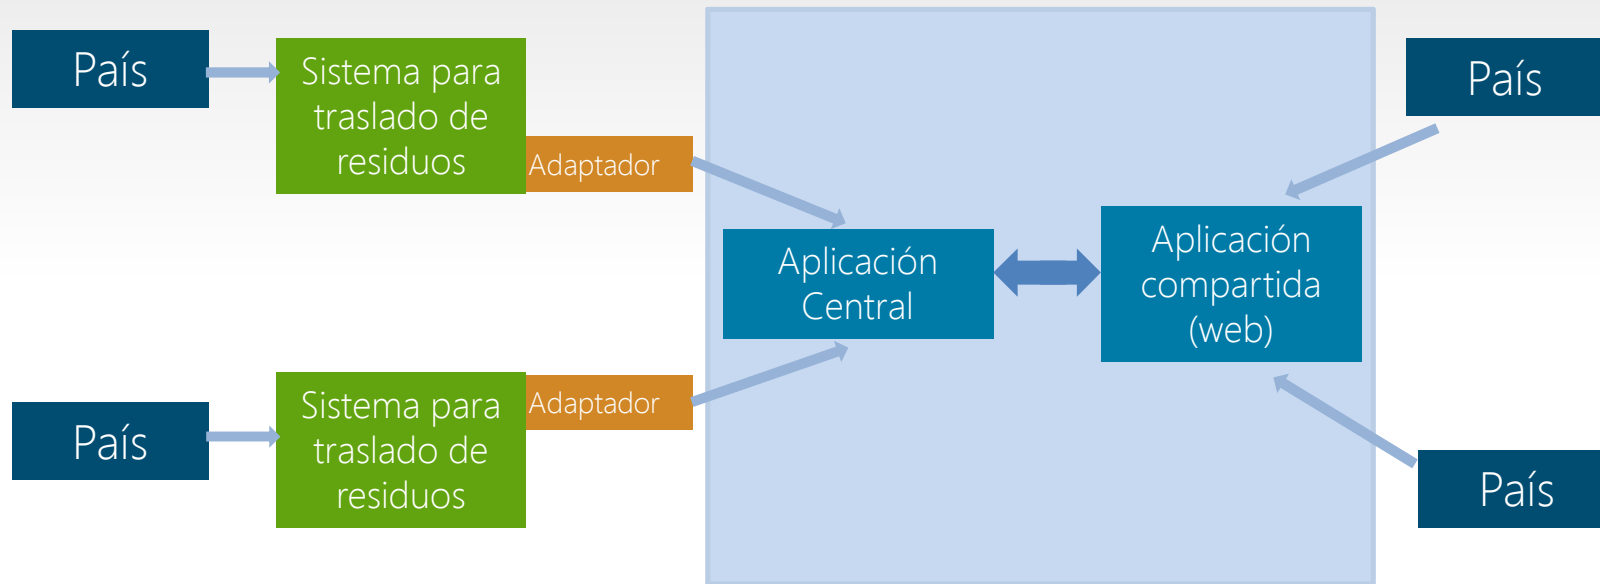 País
Sistema para
traslado de
residuos
Adaptador
Aplicación
Central
Aplicación
compartida
(web)
País
País
Sistema para
traslado de
residuos
Adaptador
País